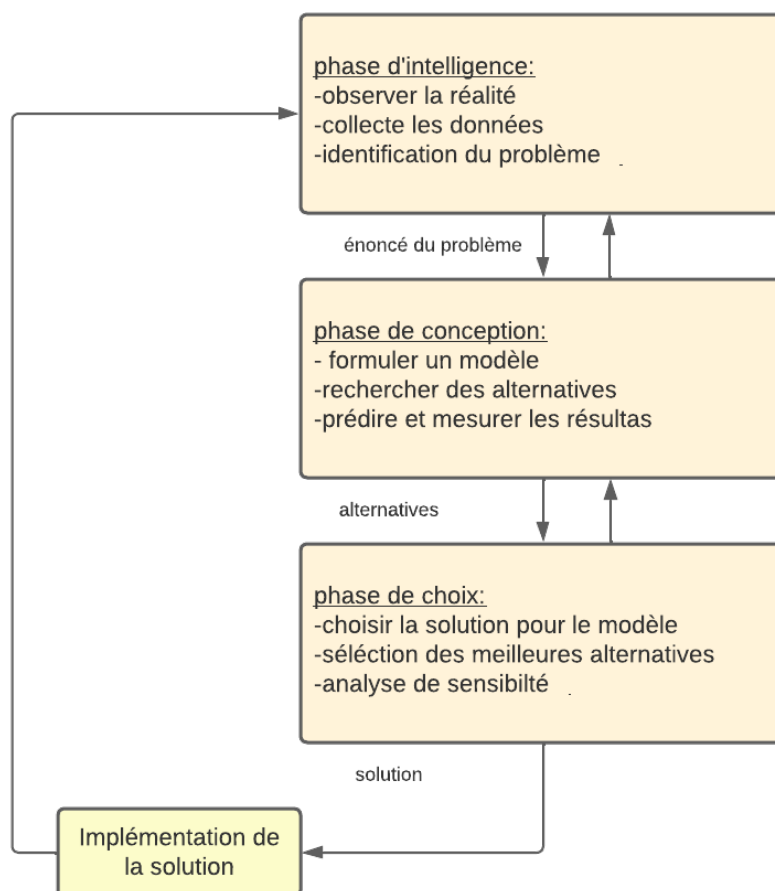 phase d'intelligence:
-observer la réalité
-collecte les données
-identification du problème .
énoncé du problème
phase de conception:
- formuler un modèle
-rechercher des alternatives
-prédire et mesurer les résultas
alternatives
phase de choix:
-choisir la solution pour le modèle
-séléction des meilleures alternatives
-analyse de sensibilté .
solution
Implémentation de
la solution